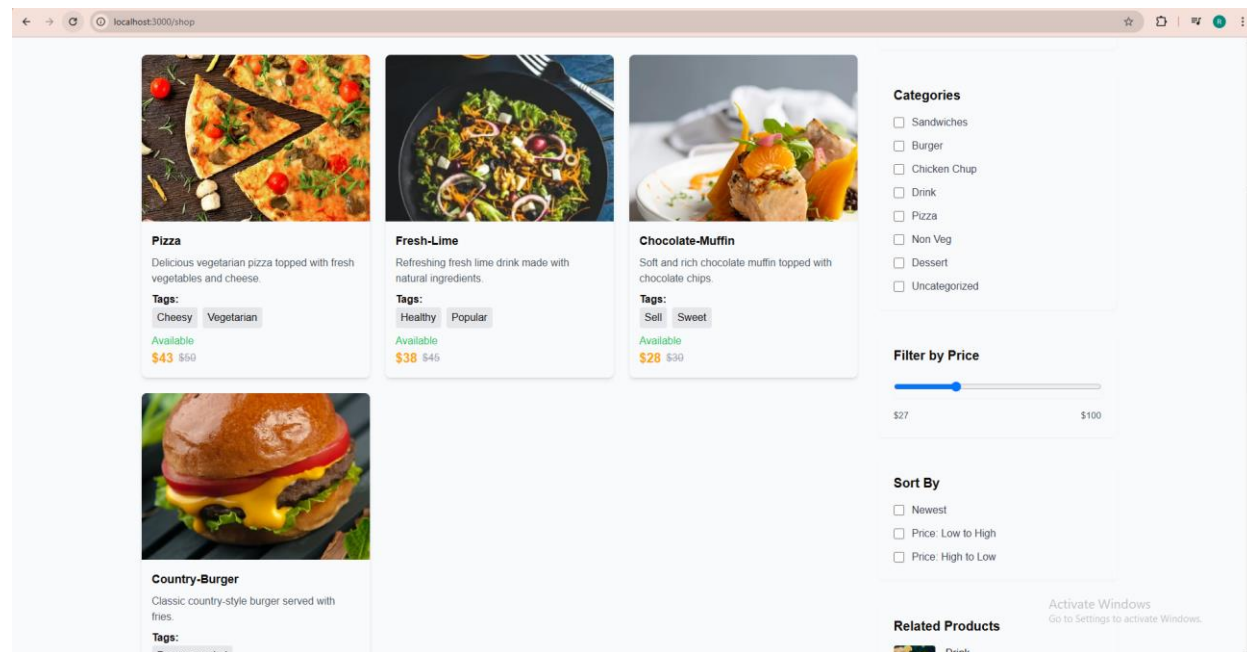 localhost:3000/shop
Pizza
Delicious vegetarian pizza topped with fresh
vegetables and cheese.
Tags:
Cheesy Vegetarian
Available
$43 $50
Fresh-Lime
Refreshing fresh lime drink made with
natural ingredients.
Tags:
Healthy Popular
Available
$38 $45
Chocolate-Muffin
Soft and rich chocolate muffin topped with
chocolate chips.
Tags:
Sell Sweet
Available
$28 $30
Country-Burger
Classic country-style burger served with
fries.
Tags:
Categories
Sandwiches
Burger
Chicken Chup
Drink
Pizza
Non Veg
Dessert
Uncategorized
Filter by Price
$27 $100
Sort By
Newest
Price: Low to High
Price: High to Low
Related Products
Drink
Activate Windows
Go to Settings to activate Windows.